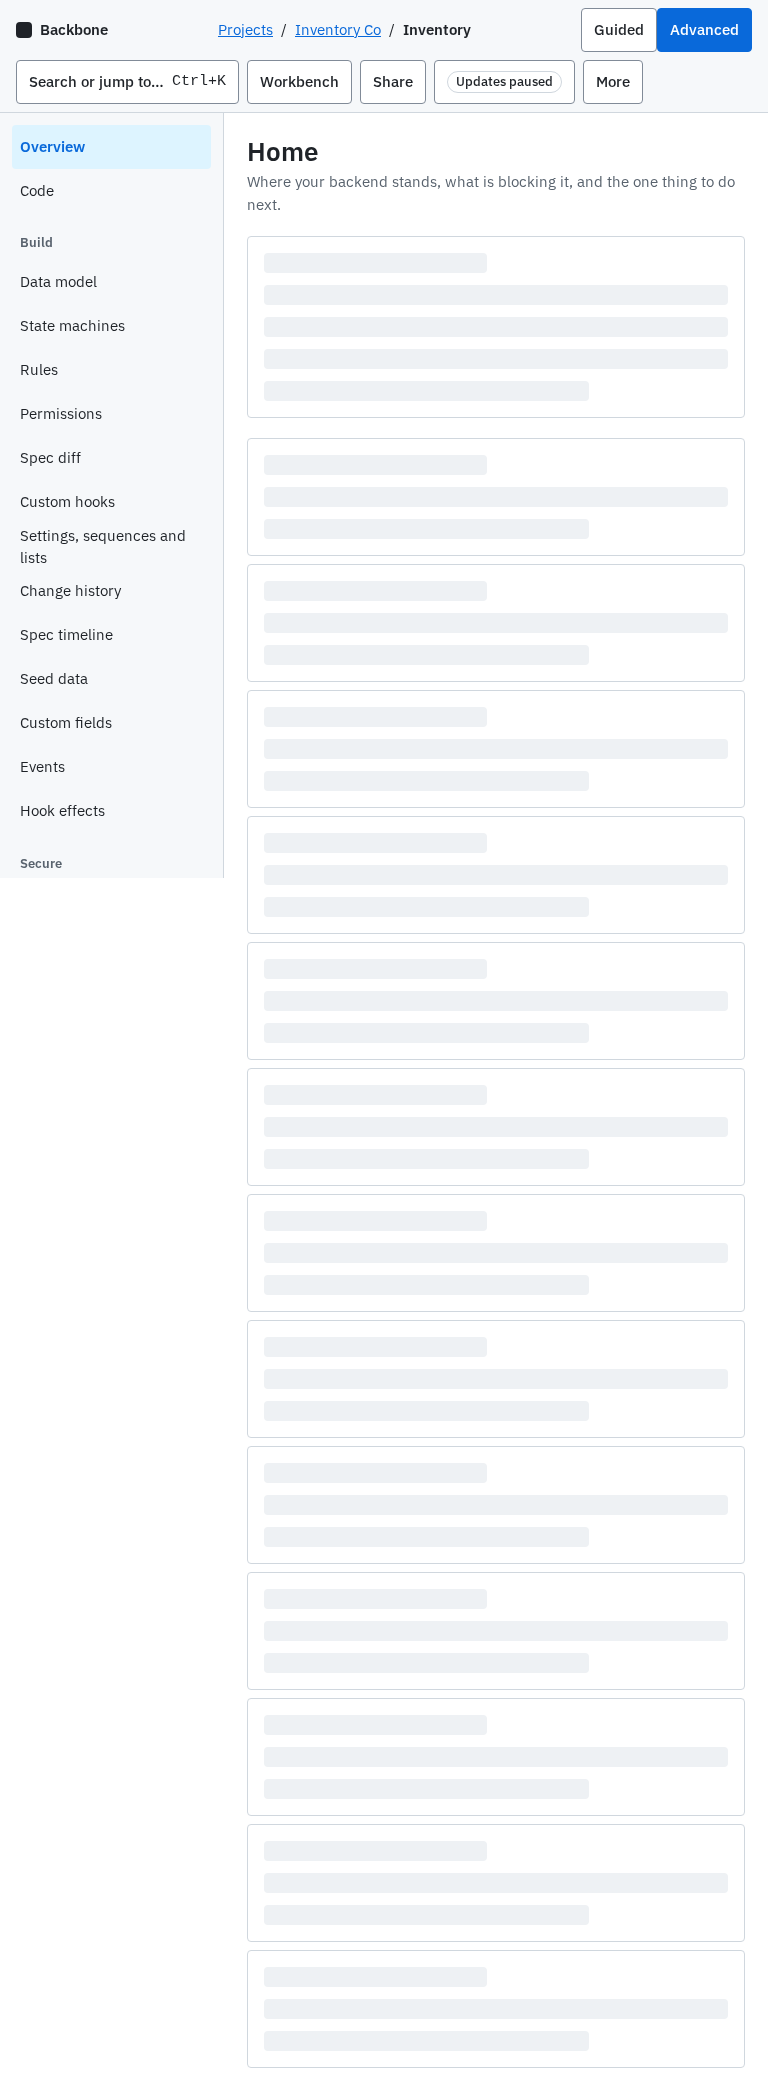 Backbone
Projects / Inventory Co / Inventory
Guided
Advanced
Search or jump to... Ctrl+K
Workbench
Share
Updates paused
More
Overview
Code
Build
Data model
State machines
Rules
Permissions
Spec diff
Custom hooks
Settings, sequences and
lists
Change history
Spec timeline
Seed data
Custom fields
Events
Hook effects
Secure
Home
Where your backend stands, what is blocking it, and the one thing to do
next.